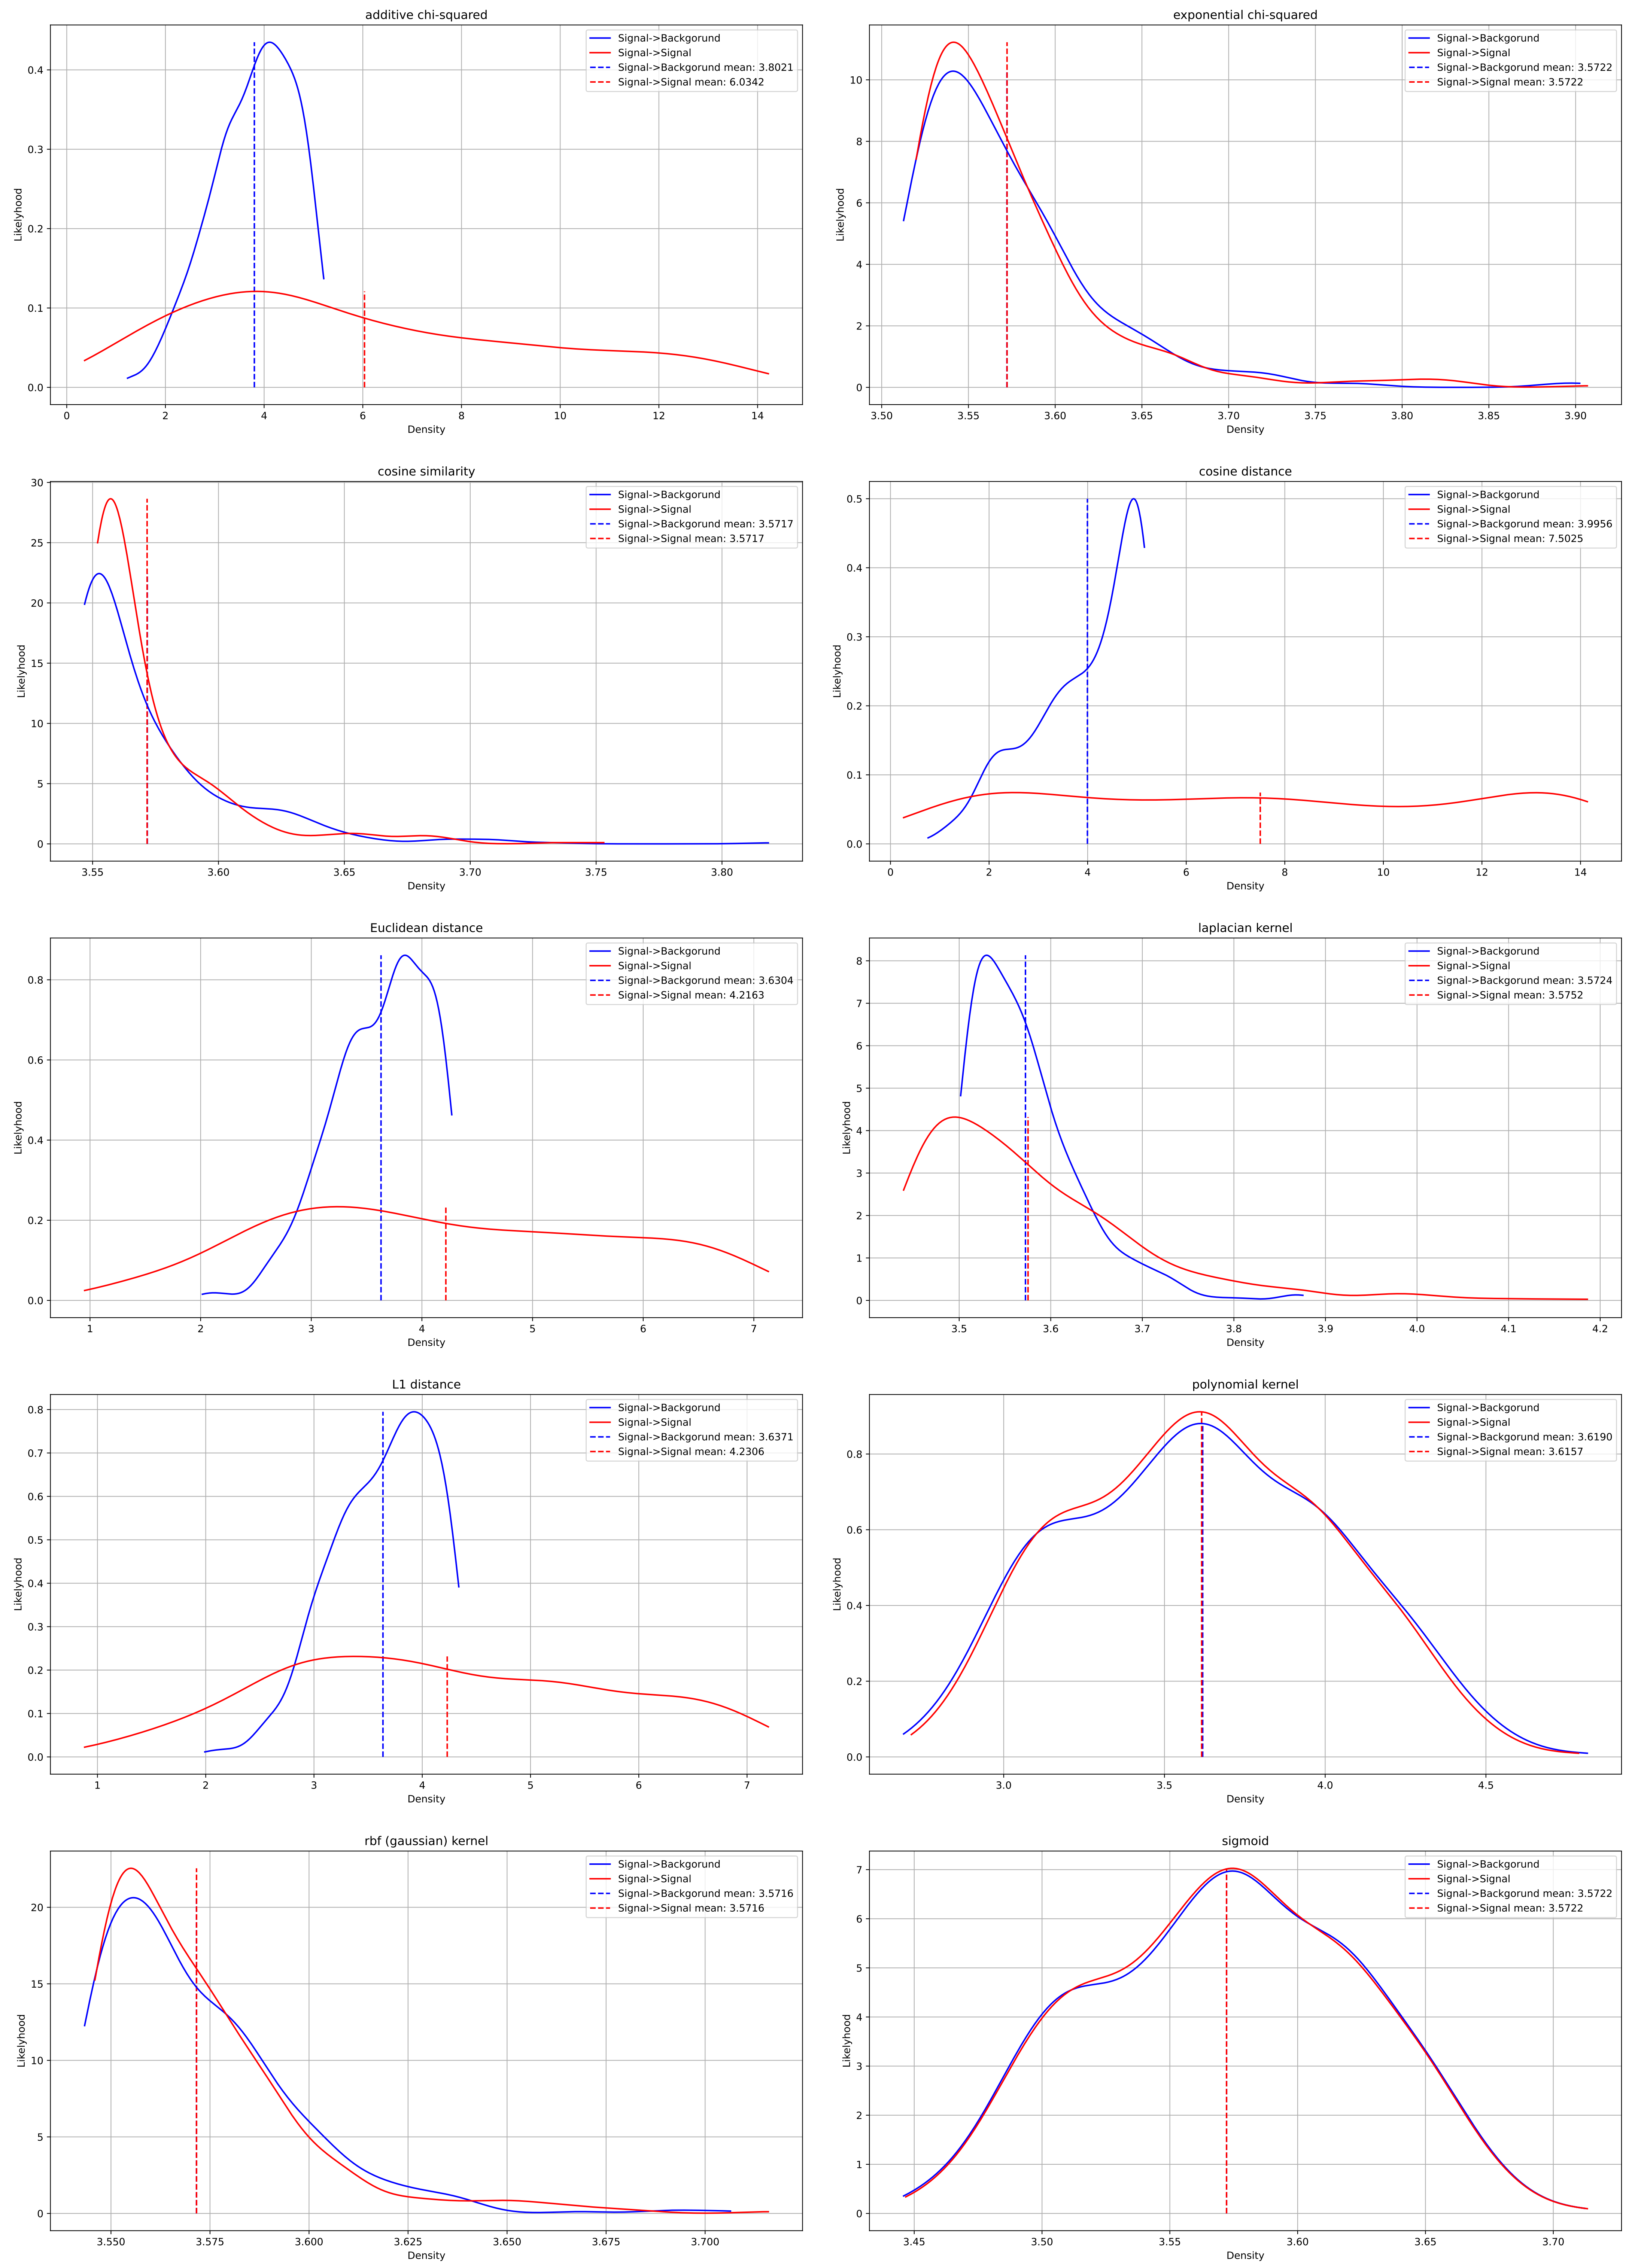 additive chi-squared
Signal->Backgorund
Signal->Signal
Signal->Backgorund mean: 3.8021
Signal->Signal mean: 6.0342
Likelyhood
0.4
0.3
0.2
0.1
0.0
0 2 4 6 8 10 12 14
Density
exponential chi-squared
Signal->Backgorund
Signal->Signal
Signal->Backgorund mean: 3.5722
Signal->Signal mean: 3.5722
Likelyhood
10
8
6
4
2
0
3.50 3.55 3.60 3.65 3.70 3.75 3.80 3.85 3.90
Density
cosine similarity
Signal->Backgorund
Signal->Signal
Signal->Backgorund mean: 3.5717
Signal->Signal mean: 3.5717
Likelyhood
30
25
20
15
10
5
0
3.55 3.60 3.65 3.70 3.75 3.80
Density
cosine distance
Signal->Backgorund
Signal->Signal
Signal->Backgorund mean: 3.9956
Signal->Signal mean: 7.5025
Likelyhood
0.5
0.4
0.3
0.2
0.1
0.0
0 2 4 6 8 10 12 14
Density
Euclidean distance
Signal->Backgorund
Signal->Signal
Signal->Backgorund mean: 3.6304
Signal->Signal mean: 4.2163
Likelyhood
0.8
0.6
0.4
0.2
0.0
1 2 3 4 5 6 7
Density
laplacian kernel
Signal->Backgorund
Signal->Signal
Signal->Backgorund mean: 3.5724
Signal->Signal mean: 3.5752
Likelyhood
8
7
6
5
4
3
2
1
0
3.5 3.6 3.7 3.8 3.9 4.0 4.1 4.2
Density
L1 distance
Signal->Backgorund
Signal->Signal
Signal->Backgorund mean: 3.6371
Signal->Signal mean: 4.2306
Likelyhood
0.8
0.7
0.6
0.5
0.4
0.3
0.2
0.1
0.0
1 2 3 4 5 6 7
Density
polynomial kernel
Signal->Backgorund
Signal->Signal
Signal->Backgorund mean: 3.6190
Signal->Signal mean: 3.6157
Likelyhood
0.8
0.6
0.4
0.2
0.0
3.0 3.5 4.0 4.5
Density
rbf (gaussian) kernel
Signal->Backgorund
Signal->Signal
Signal->Backgorund mean: 3.5716
Signal->Signal mean: 3.5716
Likelyhood
20
15
10
5
0
3.550 3.575 3.600 3.625 3.650 3.675 3.700
Density
sigmoid
Signal->Backgorund
Signal->Signal
Signal->Backgorund mean: 3.5722
Signal->Signal mean: 3.5722
Likelyhood
7
6
5
4
3
2
1
0
3.45 3.50 3.55 3.60 3.65 3.70
Density